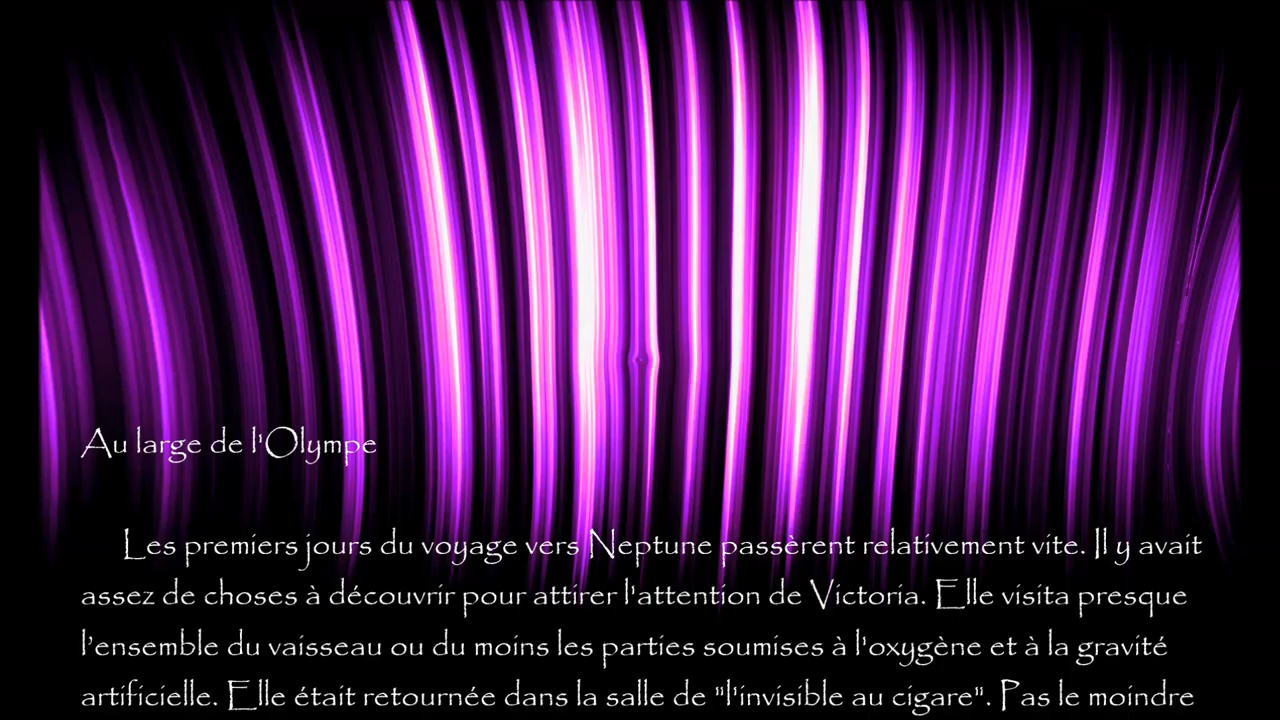 Au large de l'Olympe
Les premiers jours du voyage vers Neptune passèrent relativement vite. Il y avait
assez de choses à découvrir pour attirer l'attention de Victoria. Elle visita presque
l’ensemble du vaisseau ou du moins les parties soumises à l'oxygène et à la gravité
artificielle. Elle était retournée dans la salle de "l'invisible au cigare". Pas le moindre